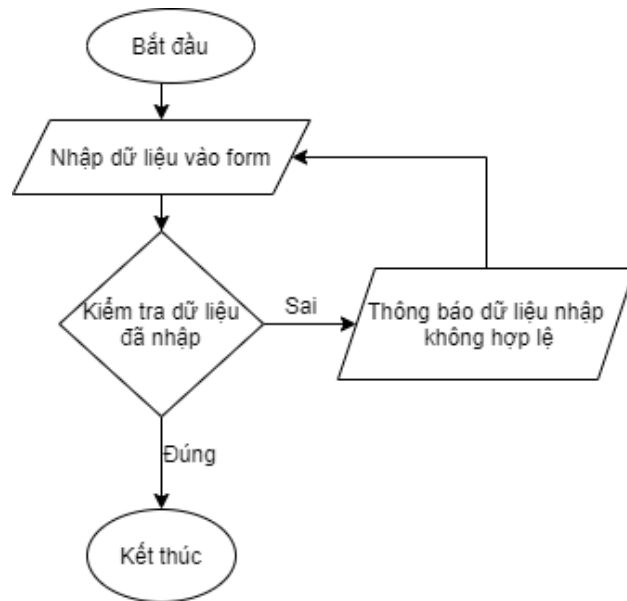 Bắt đầu
Nhập dữ liệu vào form
Kiểm tra dữ liệu
đã nhập
Sai
Thông báo dữ liệu nhập
không hợp lệ
Đúng
Kết thúc